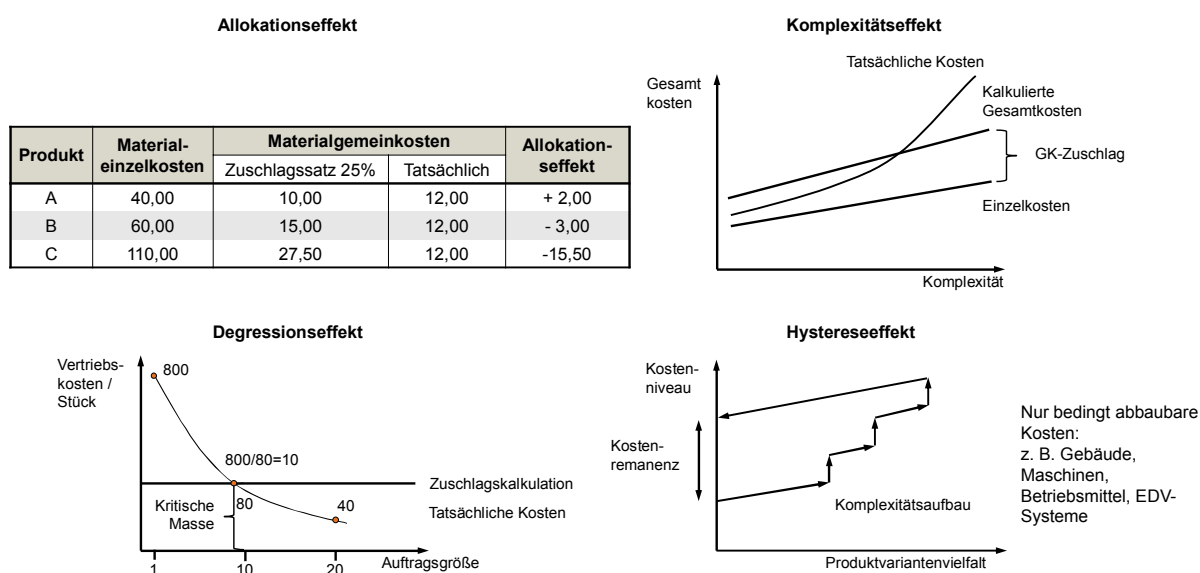 Allokationseffekt
Produkt
Material-
einzelkosten
Materialgemeinkosten
Zuschlagssatz 25%
Tatsächlich
Allokation-
seffekt
A 40,00 10,00 12,00 + 2,00
B 60,00 15,00 12,00 - 3,00
C 110,00 27,50 12,00 -15,50
Komplexitätseffekt
Tatsächliche Kosten
Gesamt
kosten
Kalkulierte
Gesamtkosten
GK-Zuschlag
Einzelkosten
Komplexität
Degressionseffekt
Vertriebs-
kosten /
Stück
800
800/80=10
Zuschlagskalkulation
Kritische
Masse
80
40
Tatsächliche Kosten
1 10 20
Auftragsgröße
Hystereseeffekt
Kosten-
niveau
Kosten-
remanenz
Komplexitätsaufbau
Produktvariantenvielfalt
Nur bedingt abbaubare
Kosten:
z. B. Gebäude,
Maschinen,
Betriebsmittel, EDV-
Systeme